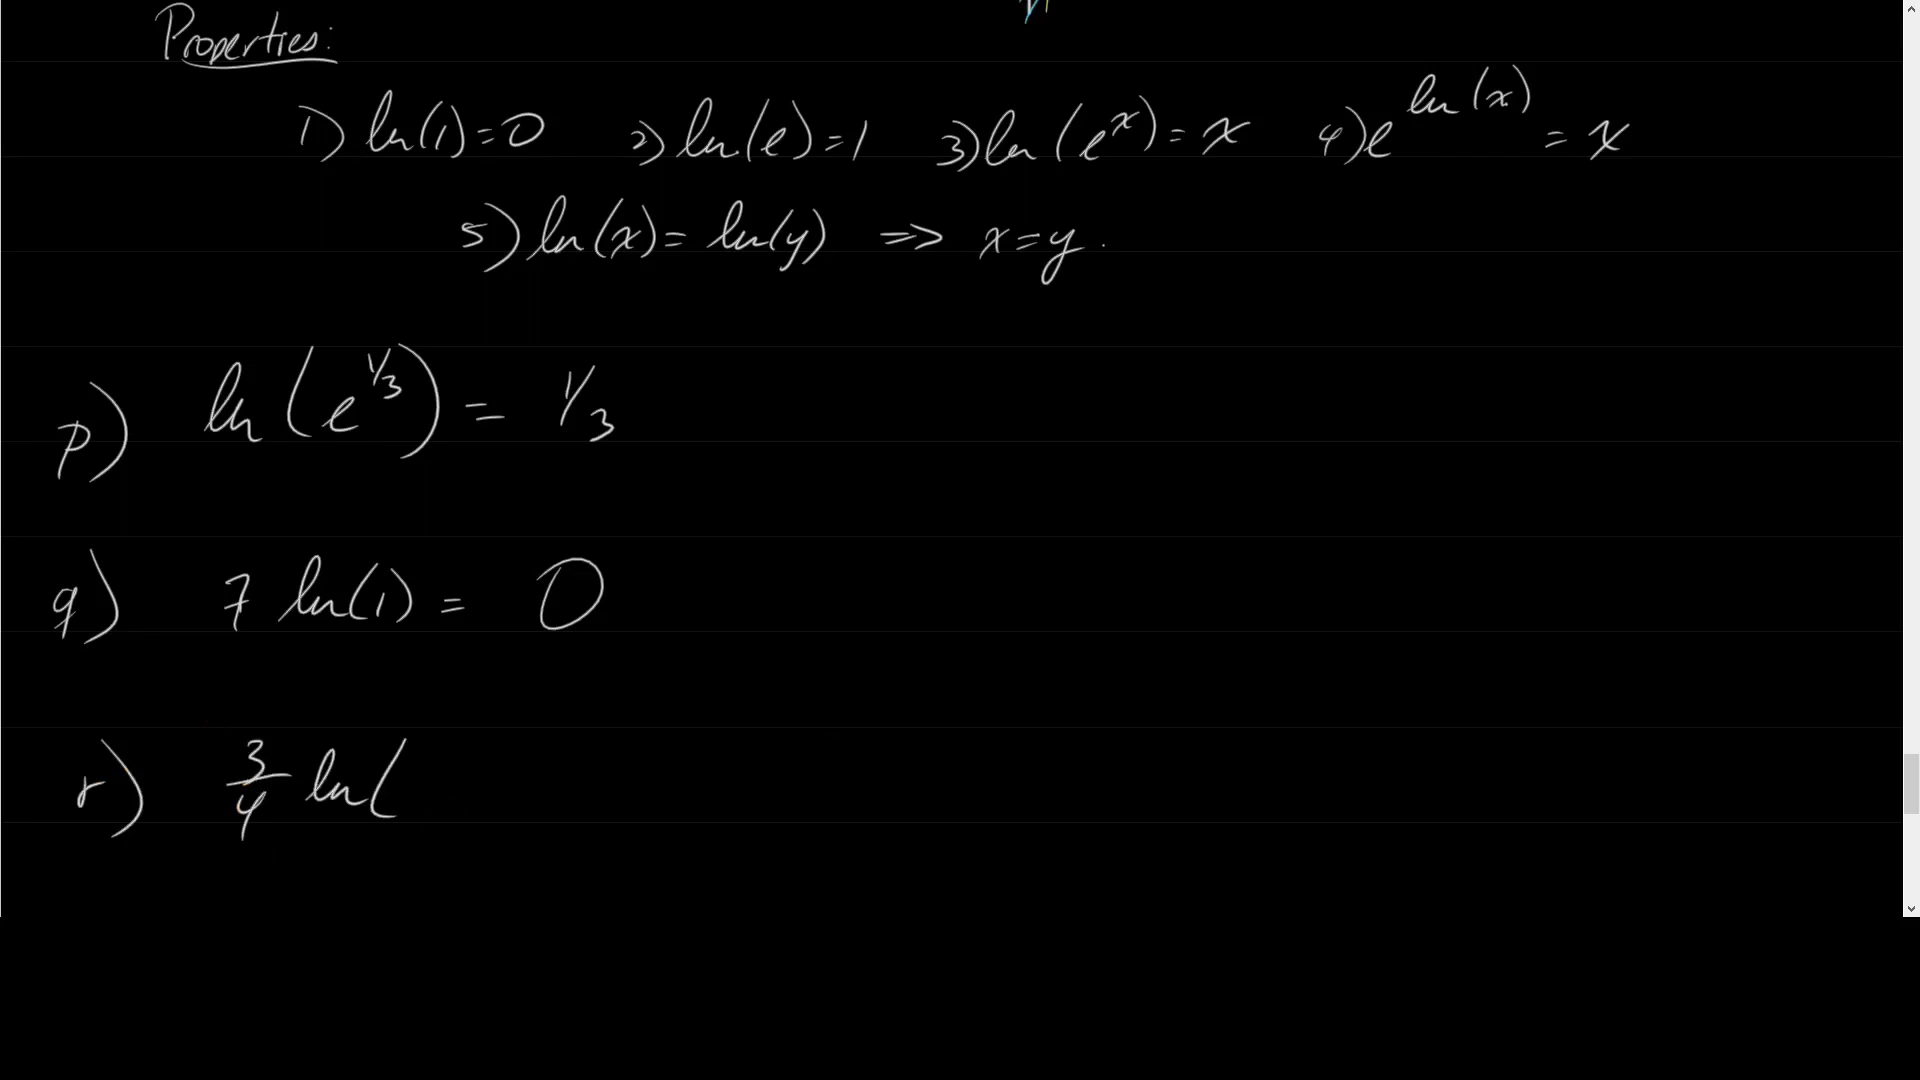 Properties:
1) ln(1)=0 2) ln(e)=1 3) ln(e^x)=x 4) e^ln(x) = x
5) ln(x)= ln(y) => x=y.
p) ln(e^1/3) = 1/3
q) 7 ln(1) = 0
r) 3/4 ln(